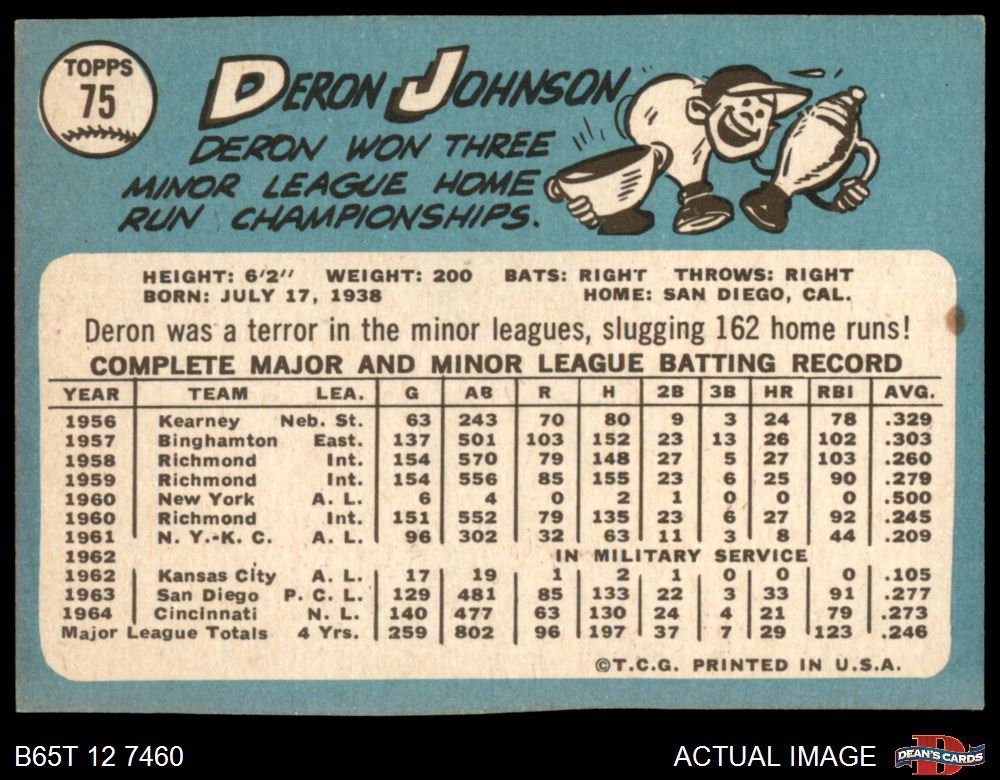 TOPPS
75
DERON JOHNSON
DERON WON THREE
MINOR LEAGUE HOME
RUN CHAMPIONSHIPS.
HEIGHT: 6'2" WEIGHT: 200 BATS: RIGHT THROWS: RIGHT
BORN: JULY 17, 1938 HOME: SAN DIEGO, CAL.
Deron was a terror in the minor leagues, slugging 162 home runs!
COMPLETE MAJOR AND MINOR LEAGUE BATTING RECORD
YEAR TEAM LEA. G AB R H 2B 3B HR RBI AVG.
1956 Kearney Neb. St. 63 243 70 80 9 3 24 78 .329
1957 Binghamton East. 137 501 103 152 23 13 26 102 .303
1958 Richmond Int. 154 570 79 148 27 5 27 103 .260
1959 Richmond Int. 154 556 85 155 23 6 25 90 .279
1960 New York A. L. 6 4 0 2 1 0 0 0 .500
1960 Richmond Int. 151 552 79 135 23 6 27 92 .245
1961 N. Y.-K. C. A. L. 96 302 32 63 11 3 8 44 .209
1962 IN MILITARY SERVICE
1962 Kansas City A. L. 17 19 1 2 1 0 0 0 .105
1963 San Diego P. C. L. 129 481 85 133 22 3 33 91 .277
1964 Cincinnati N. L. 140 477 63 130 24 4 21 79 .273
Major League Totals 4 Yrs. 259 802 96 197 37 7 29 123 .246
©T.C.G. PRINTED IN U.S.A.
B65T 12 7460 ACTUAL IMAGE D DEAN'S CARDS